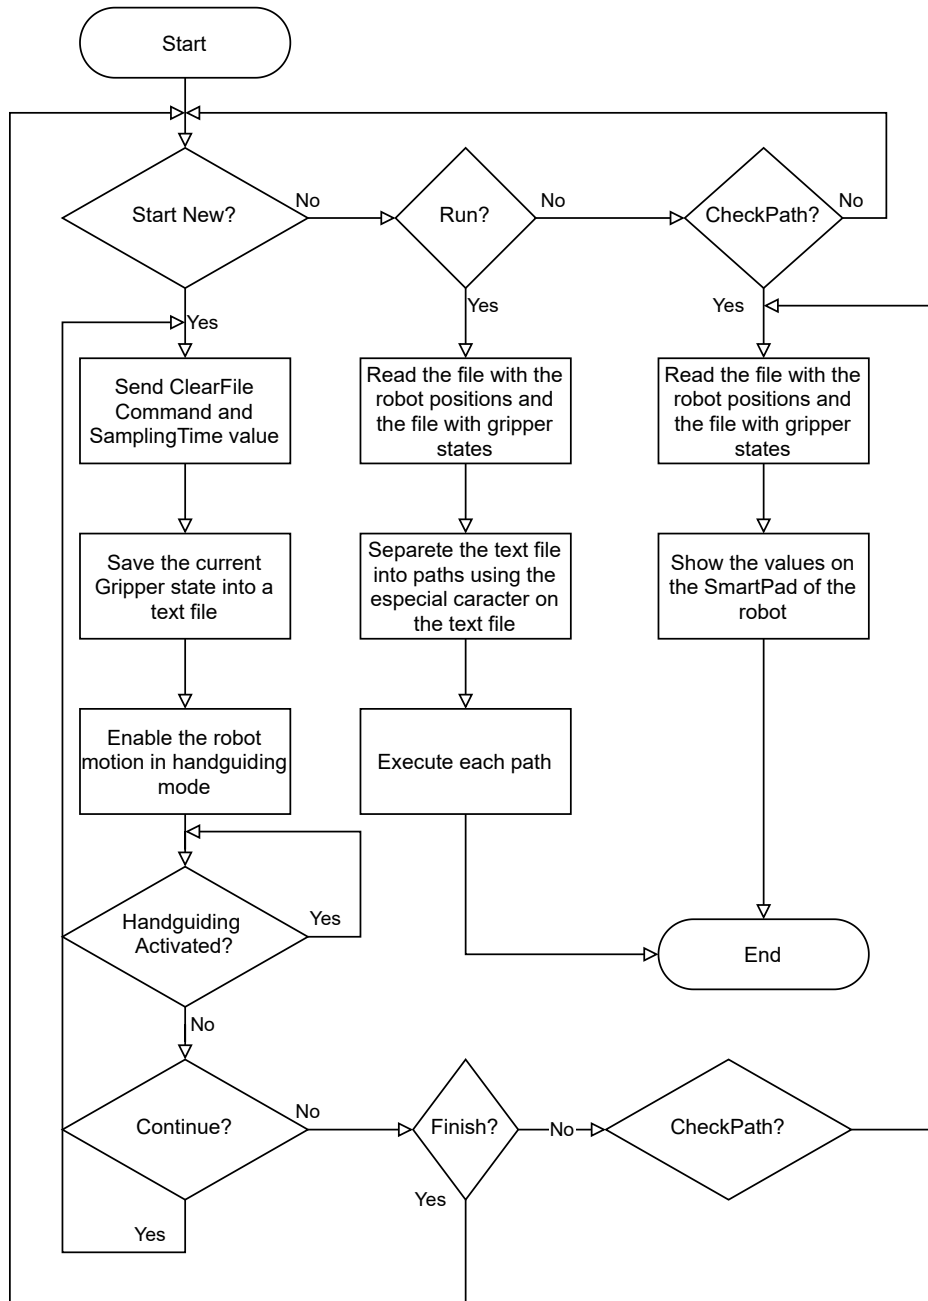 Start
Start New?
No
Run?
No
CheckPath?
No
Yes
Yes
Yes
Send ClearFile
Command and
SamplingTime value
Read the file with the
robot positions and
the file with gripper
states
Read the file with the
robot positions and
the file with gripper
states
Save the current
Gripper state into a
text file
Separete the text file
into paths using the
especial caracter on
the text file
Show the values on
the SmartPad of the
robot
Enable the robot
motion in handguiding
mode
Execute each path
Handguiding
Activated?
Yes
End
No
Continue?
No
Finish?
No
CheckPath?
Yes
Yes